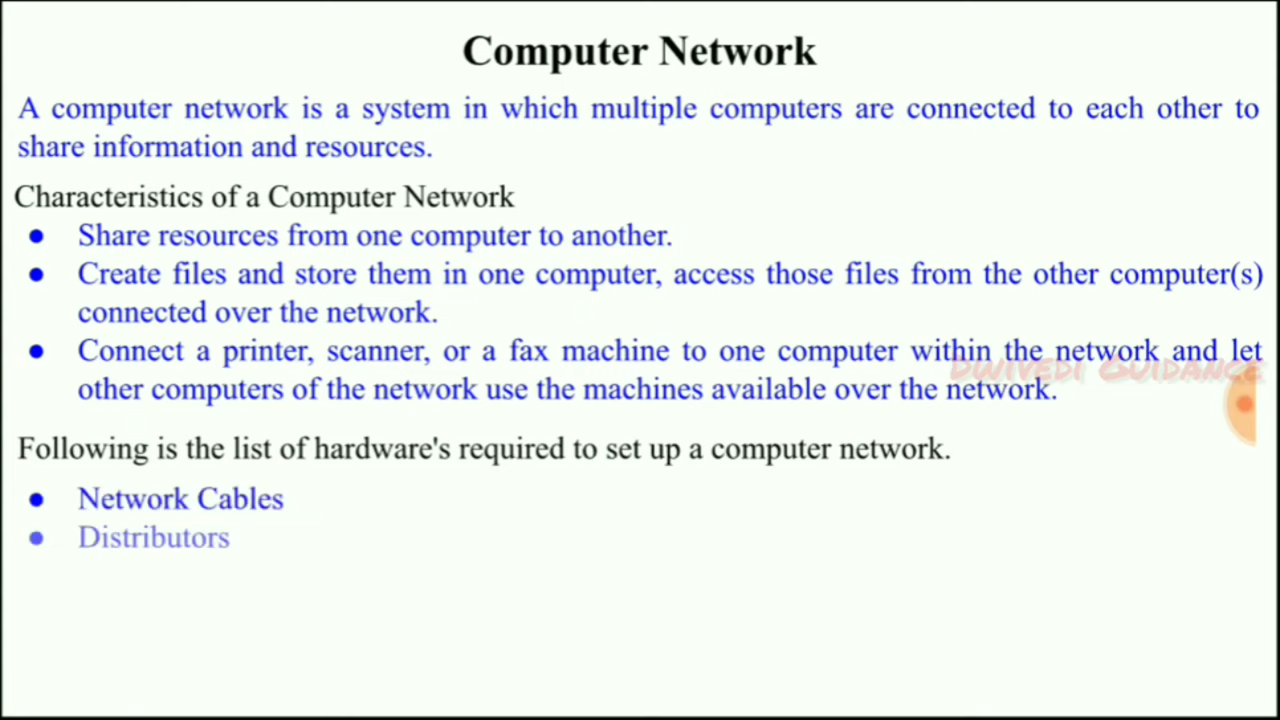 Computer Network
A computer network is a system in which multiple computers are connected to each other to
share information and resources.
Characteristics of a Computer Network
● Share resources from one computer to another.
● Create files and store them in one computer, access those files from the other computer(s)
connected over the network.
● Connect a printer, scanner, or a fax machine to one computer within the network and let
other computers of the network use the machines available over the network.
Dwivedi Guidance
Following is the list of hardware's required to set up a computer network.
● Network Cables
● Distributors